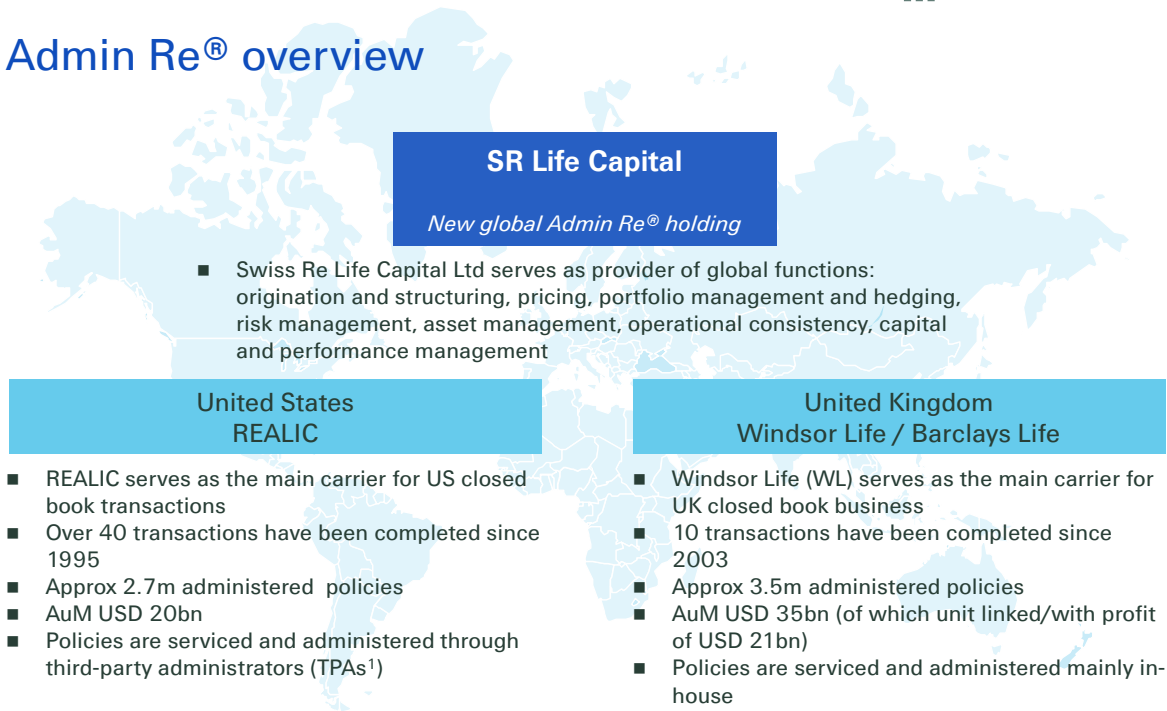 Admin Re® overview
SR Life Capital
New global Admin Re® holding
■ Swiss Re Life Capital Ltd serves as provider of global functions:
origination and structuring, pricing, portfolio management and hedging,
risk management, asset management, operational consistency, capital
and performance management
United States
REALIC
■ REALIC serves as the main carrier for US closed
book transactions
■ Over 40 transactions have been completed since
1995
■ Approx 2.7m administered policies
■ AuM USD 20bn
■ Policies are serviced and administered through
third-party administrators (TPAs¹)
United Kingdom
Windsor Life / Barclays Life
■ Windsor Life (WL) serves as the main carrier for
UK closed book business
■ 10 transactions have been completed since
2003
■ Approx 3.5m administered policies
■ AuM USD 35bn (of which unit linked/with profit
of USD 21bn)
■ Policies are serviced and administered mainly in-
house